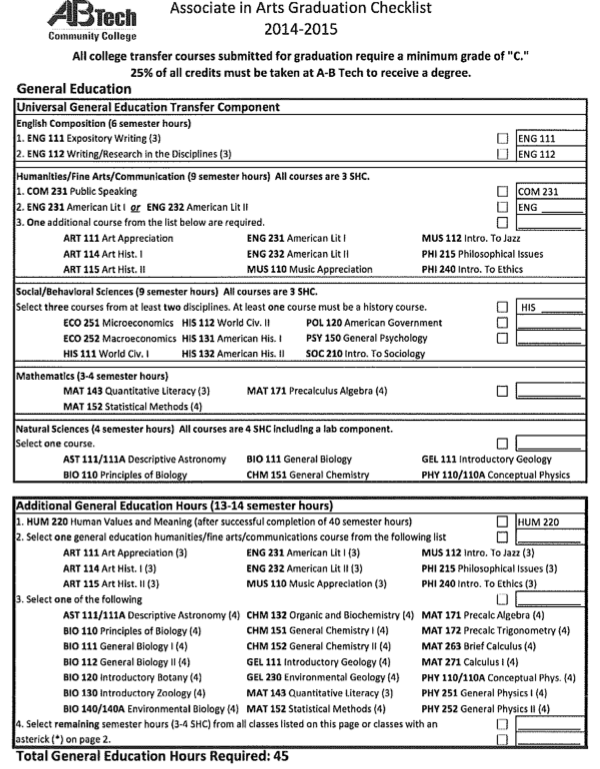 A-B Tech
Community College
Associate in Arts Graduation Checklist
2014-2015
All college transfer courses submitted for graduation require a minimum grade of "C."
25% of all credits must be taken at A-B Tech to receive a degree.
General Education
Universal General Education Transfer Component
English Composition (6 semester hours)
1. ENG 111 Expository Writing (3) ENG 111
2. ENG 112 Writing/Research in the Disciplines (3) ENG 112
Humanities/Fine Arts/Communication (9 semester hours) All courses are 3 SHC.
1. COM 231 Public Speaking COM 231
2. ENG 231 American Lit I or ENG 232 American Lit II ENG ____
3. One additional course from the list below are required.
ART 111 Art Appreciation ENG 231 American Lit I MUS 112 Intro. To Jazz
ART 114 Art Hist. I ENG 232 American Lit II PHI 215 Philosophical Issues
ART 115 Art Hist. II MUS 110 Music Appreciation PHI 240 Intro. To Ethics
Social/Behavioral Sciences (9 semester hours) All courses are 3 SHC.
Select three courses from at least two disciplines. At least one course must be a history course. HIS ____
ECO 251 Microeconomics HIS 112 World Civ. II POL 120 American Government
ECO 252 Macroeconomics HIS 131 American His. I PSY 150 General Psychology
HIS 111 World Civ. I HIS 132 American His. II SOC 210 Intro. To Sociology
Mathematics (3-4 semester hours)
MAT 143 Quantitative Literacy (3) MAT 171 Precalculus Algebra (4)
MAT 152 Statistical Methods (4)
Natural Sciences (4 semester hours) All courses are 4 SHC including a lab component.
Select one course.
AST 111/111A Descriptive Astronomy BIO 111 General Biology GEL 111 Introductory Geology
BIO 110 Principles of Biology CHM 151 General Chemistry PHY 110/110A Conceptual Physics
Additional General Education Hours (13-14 semester hours)
1. HUM 220 Human Values and Meaning (after successful completion of 40 semester hours) HUM 220
2. Select one general education humanities/fine arts/communications course from the following list
ART 111 Art Appreciation (3) ENG 231 American Lit I (3) MUS 112 Intro. To Jazz (3)
ART 114 Art Hist. I (3) ENG 232 American Lit II (3) PHI 215 Philosophical Issues (3)
ART 115 Art Hist. II (3) MUS 110 Music Appreciation (3) PHI 240 Intro. To Ethics (3)
3. Select one of the following
AST 111/111A Descriptive Astronomy (4) CHM 132 Organic and Biochemistry (4) MAT 171 Precalc Algebra (4)
BIO 110 Principles of Biology (4) CHM 151 General Chemistry I (4) MAT 172 Precalc Trigonometry (4)
BIO 111 General Biology I (4) CHM 152 General Chemistry II (4) MAT 263 Brief Calculus (4)
BIO 112 General Biology II (4) GEL 111 Introductory Geology (4) MAT 271 Calculus I (4)
BIO 120 Introductory Botany (4) GEL 230 Environmental Geology (4) PHY 110/110A Conceptual Phys. (4)
BIO 130 Introductory Zoology (4) MAT 143 Quantitative Literacy (3) PHY 251 General Physics I (4)
BIO 140/140A Environmental Biology (4) MAT 152 Statistical Methods (4) PHY 252 General Physics II (4)
4. Select remaining semester hours (3-4 SHC) from all classes listed on this page or classes with an
asterick (*) on page 2.
Total General Education Hours Required: 45